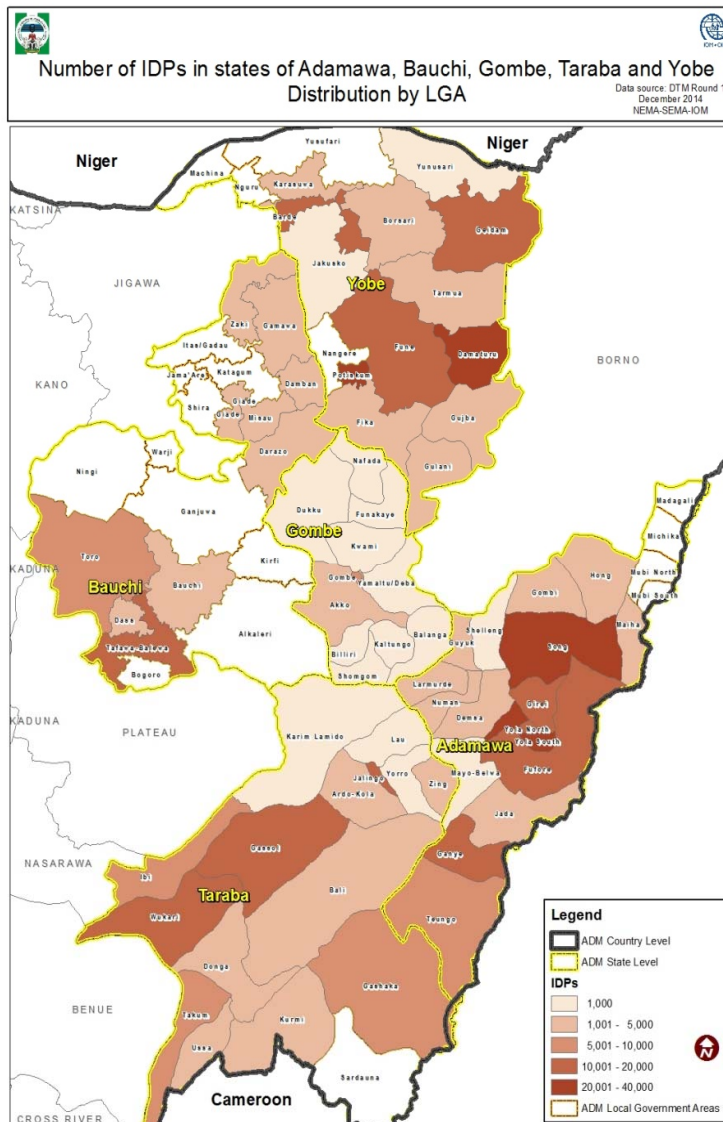 IOM•OIM
Number of IDPs in states of Adamawa, Bauchi, Gombe, Taraba and Yobe
Distribution by LGA
Data source: DTM Round 1
December 2014
NEMA-SEMA-IOM
Niger
Niger
Yusufari
Machina
Yunusari
Nguru
Karasuwa
KATSINA
Barde
Borsari
Geidam
Jakusko
JIGAWA
Yobe
Tarmua
Zaki
Gamawa
Itas/Gadau
Nangere
Fune
Damaturu
BORNO
Jama'Are
Katagum
Potiskum
KANO
Damban
Shira
Giade
Giade
Misau
Fika
Gujba
Darazo
Warji
Gulani
Ningi
Nafada
Madagali
Ganjuwa
Dukku
Funakaye
Gombe
Michika
Kwami
Toro
Kirfi
Mubi North
KADUNA
Hong
Bauchi
Bauchi
Gombe
Yamaltu/Deba
Gombi
Mubi South
Akko
Dass
Maiha
Tafawa-Balewa
Alkaleri
Balanga
Shelleng
Guyuk
Song
Billiri
Kaltungo
Bogoro
Shomgom
Larmurde
Girei
Numan
Demsa
KADUNA
PLATEAU
Karim Lamido
Lau
Yola North
Adamawa
Yola South
Fufore
Jalingo
Yorro
Mayo-Belwa
Ardo-Kola
Zing
Jada
NASARAWA
Gassol
Ganye
Ibi
Bali
Taraba
Wukari
Toungo
Donga
Gashaka
BENUE
Takum
Kurmi
Ussa
Sardauna
Cameroon
CROSS RIVER
Legend
ADM Country Level
ADM State Level
IDPs
1,000
1,001 - 5,000
5,001 - 10,000
10,001 - 20,000
20,001 - 40,000
ADM Local Government Areas
N